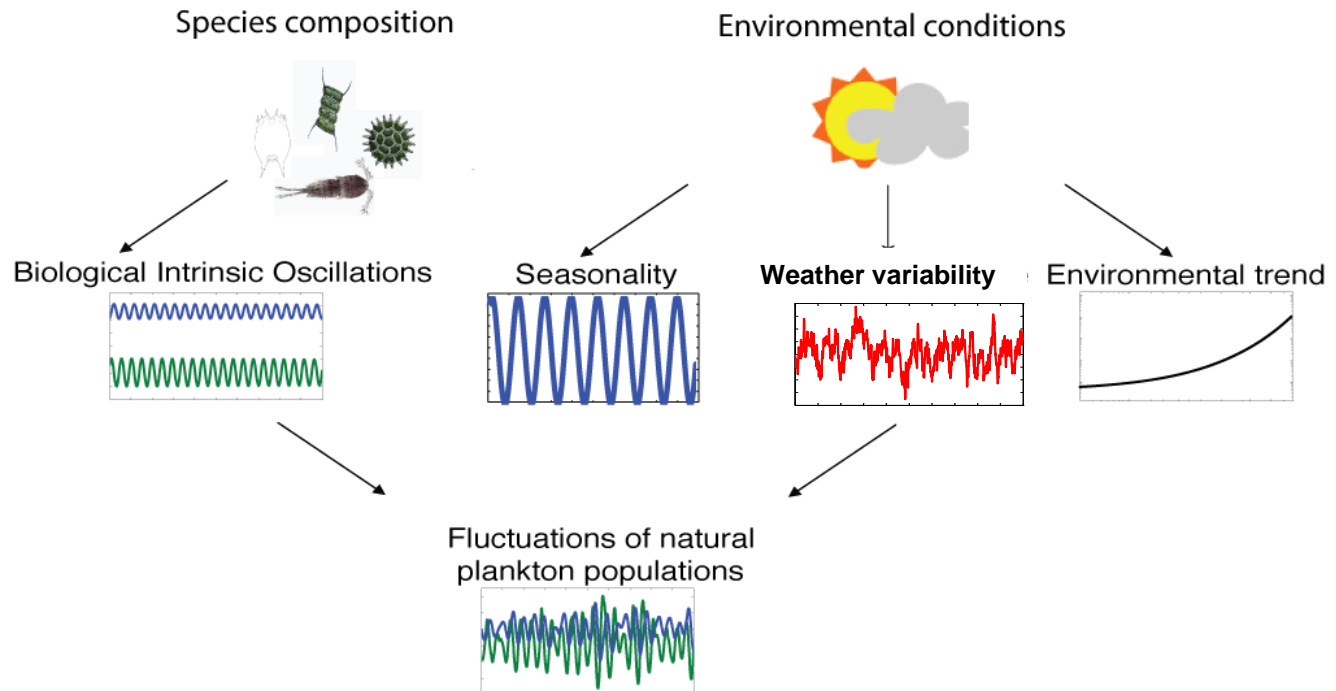 Species composition
Environmental conditions
Biological Intrinsic Oscillations
Seasonality
Weather variability
Environmental trend
Fluctuations of natural
plankton populations